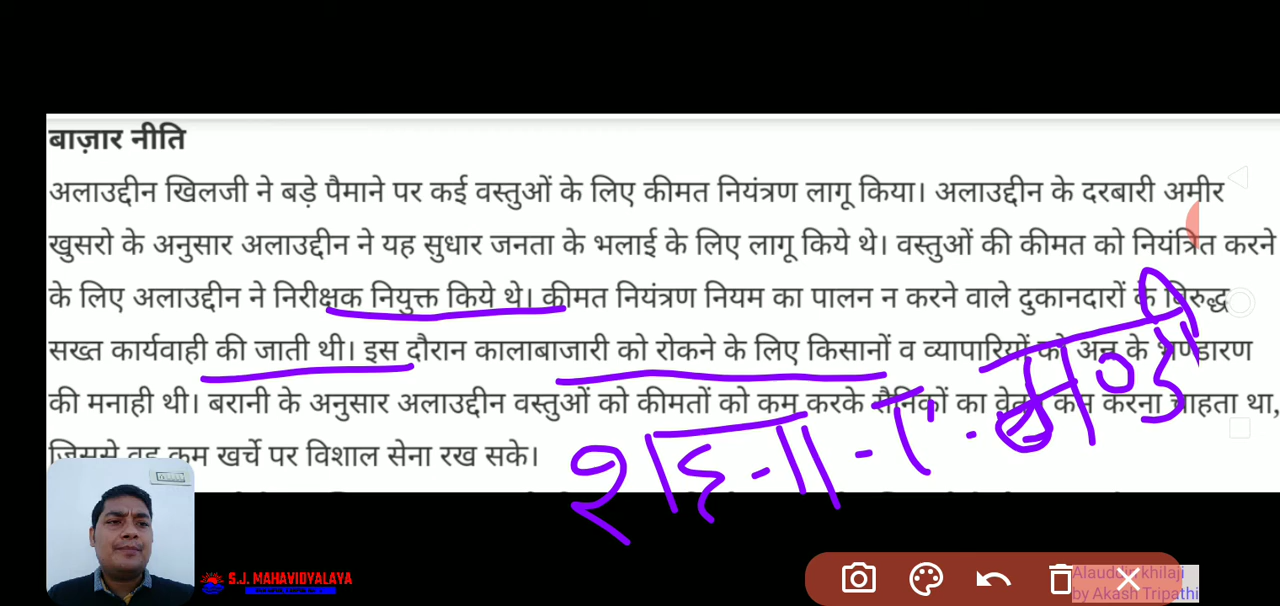 बाज़ार नीति
अलाउद्दीन खिलजी ने बड़े पैमाने पर कई वस्तुओं के लिए कीमत नियंत्रण लागू किया। अलाउद्दीन के दरबारी अमीर
खुसरो के अनुसार अलाउद्दीन ने यह सुधार जनता के भलाई के लिए लागू किये थे। वस्तुओं की कीमत को नियंत्रित करने
के लिए अलाउद्दीन ने निरीक्षक नियुक्त किये थे। कीमत नियंत्रण नियम का पालन न करने वाले दुकानदारों के विरुद्ध
सख्त कार्यवाही की जाती थी। इस दौरान कालाबाजारी को रोकने के लिए किसानों व व्यापारियों को अन्न के भण्डारण
की मनाही थी। बरानी के अनुसार अलाउद्दीन वस्तुओं को कीमतों को कम करके सैनिकों का वेतन कम करना चाहता था,
जिससे वह कम खर्चे पर विशाल सेना रख सके।
शहना-ए-मण्डी
S.J. MAHAVIDYALAYA
Alauddin khilaji
by Akash Tripathi